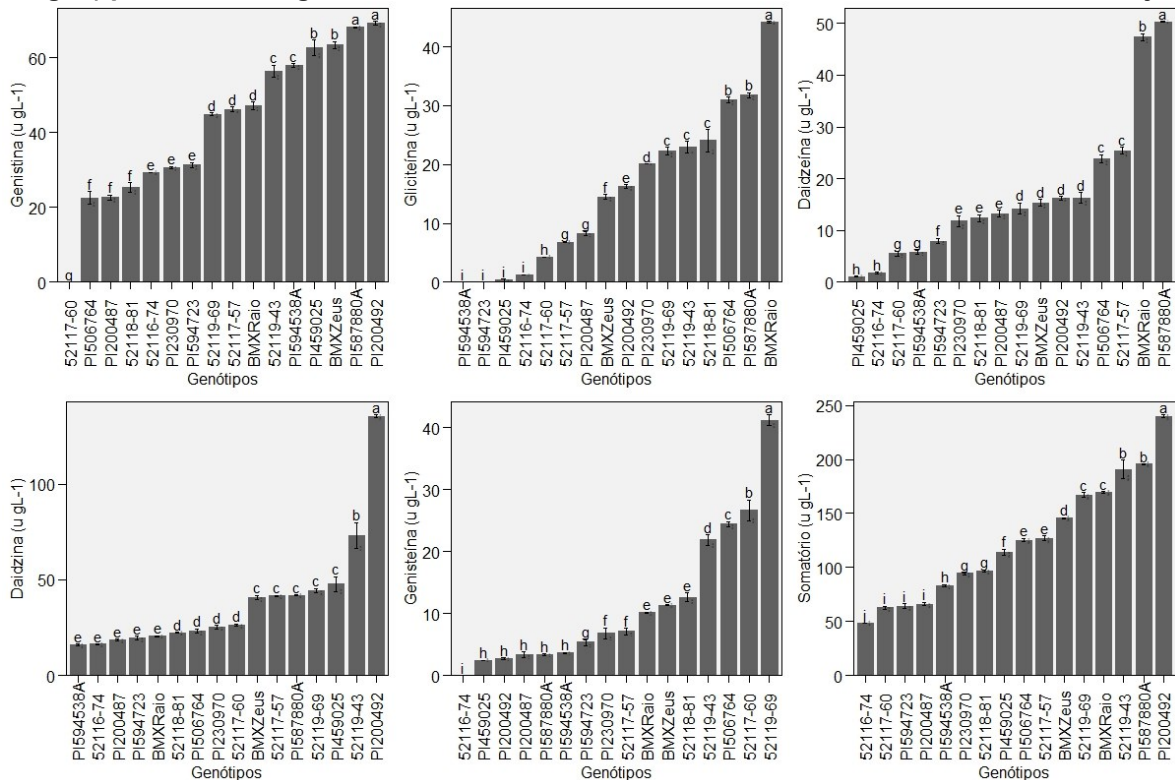 Genistina (u gL-1)
60
40
20
0
g f f f e e e d d d c c b b a a
52117-60
PI506764
PI200487
52118-81
52116-74
PI230970
PI594723
52119-69
52117-57
BMXRaio
52119-43
PI594538A
PI459025
BMXZeus
PI587880A
PI200492
Genótipos
Gliciteína (u gL-1)
40
30
20
10
0
i i i i h g g f e d c c c b b a
PI594538A
PI594723
PI459025
52116-74
52117-60
52117-57
PI200487
BMXZeus
PI200492
PI230970
52119-69
52119-43
52118-81
PI506764
PI587880A
BMXRaio
Genótipos
Daidzeína (u gL-1)
50
40
30
20
10
0
h h g g f e e e d d d d c c b a
PI459025
52116-74
52117-60
PI594538A
PI594723
PI230970
52118-81
PI200487
52119-69
BMXZeus
PI200492
52119-43
PI506764
52117-57
BMXRaio
PI587880A
Genótipos
Daidzina (u gL-1)
100
50
0
e e e e e d d d d c c c c c b a
PI594538A
52116-74
PI200487
PI594723
BMXRaio
52118-81
PI506764
PI230970
52117-60
BMXZeus
52117-57
PI587880A
52119-69
PI459025
52119-43
PI200492
Genótipos
Genisteína (u gL-1)
40
30
20
10
0
i h h h h h g f f e e e d c b a
52116-74
PI459025
PI200492
PI200487
PI587880A
PI594538A
PI594723
PI230970
52117-57
BMXRaio
BMXZeus
52118-81
52119-43
PI506764
52117-60
52119-69
Genótipos
Somatório (u gL-1)
250
200
150
100
50
0
j i i i h g g f e e d c c b b a
52116-74
52117-60
PI594723
PI200487
PI594538A
PI230970
52118-81
PI459025
PI506764
52117-57
BMXZeus
52119-69
BMXRaio
52119-43
PI587880A
PI200492
Genótipos